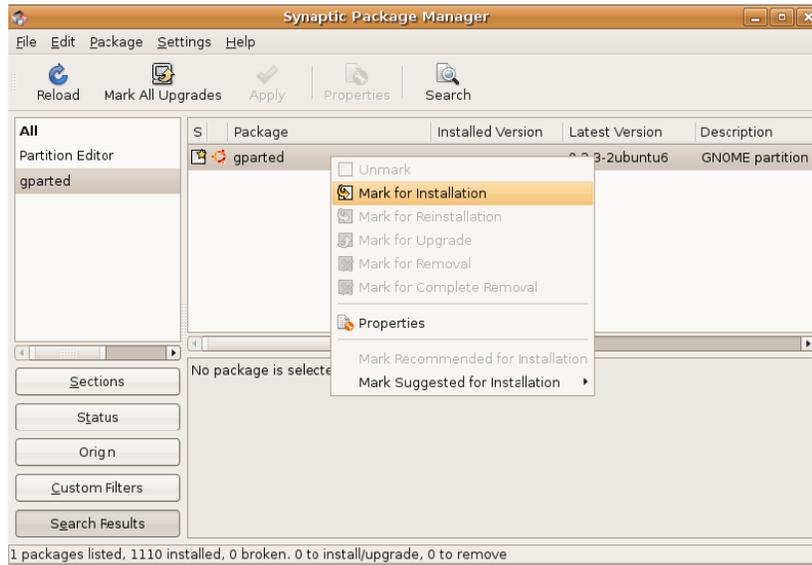 Synaptic Package Manager
File Edit Package Settings Help
Reload Mark All Upgrades Apply Properties Search
All
Partition Editor
gparted
S Package Installed Version Latest Version Description
gparted 3-2ubuntu6 GNOME partition
Unmark
Mark for Installation
Mark for Reinstallation
Mark for Upgrade
Mark for Removal
Mark for Complete Removal
Properties
Mark Recommended for Installation
Mark Suggested for Installation
No package is selecte
Sections
Status
Origin
Custom Filters
Search Results
1 packages listed, 1110 installed, 0 broken. 0 to install/upgrade, 0 to remove